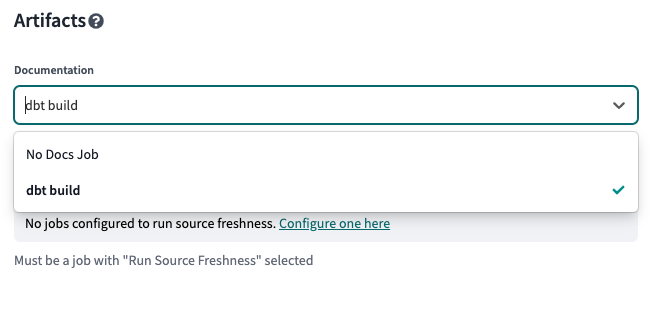 Artifacts?
Documentation
dbt build
No Docs Job
dbt build
No jobs configured to run source freshness. Configure one here
Must be a job with "Run Source Freshness" selected